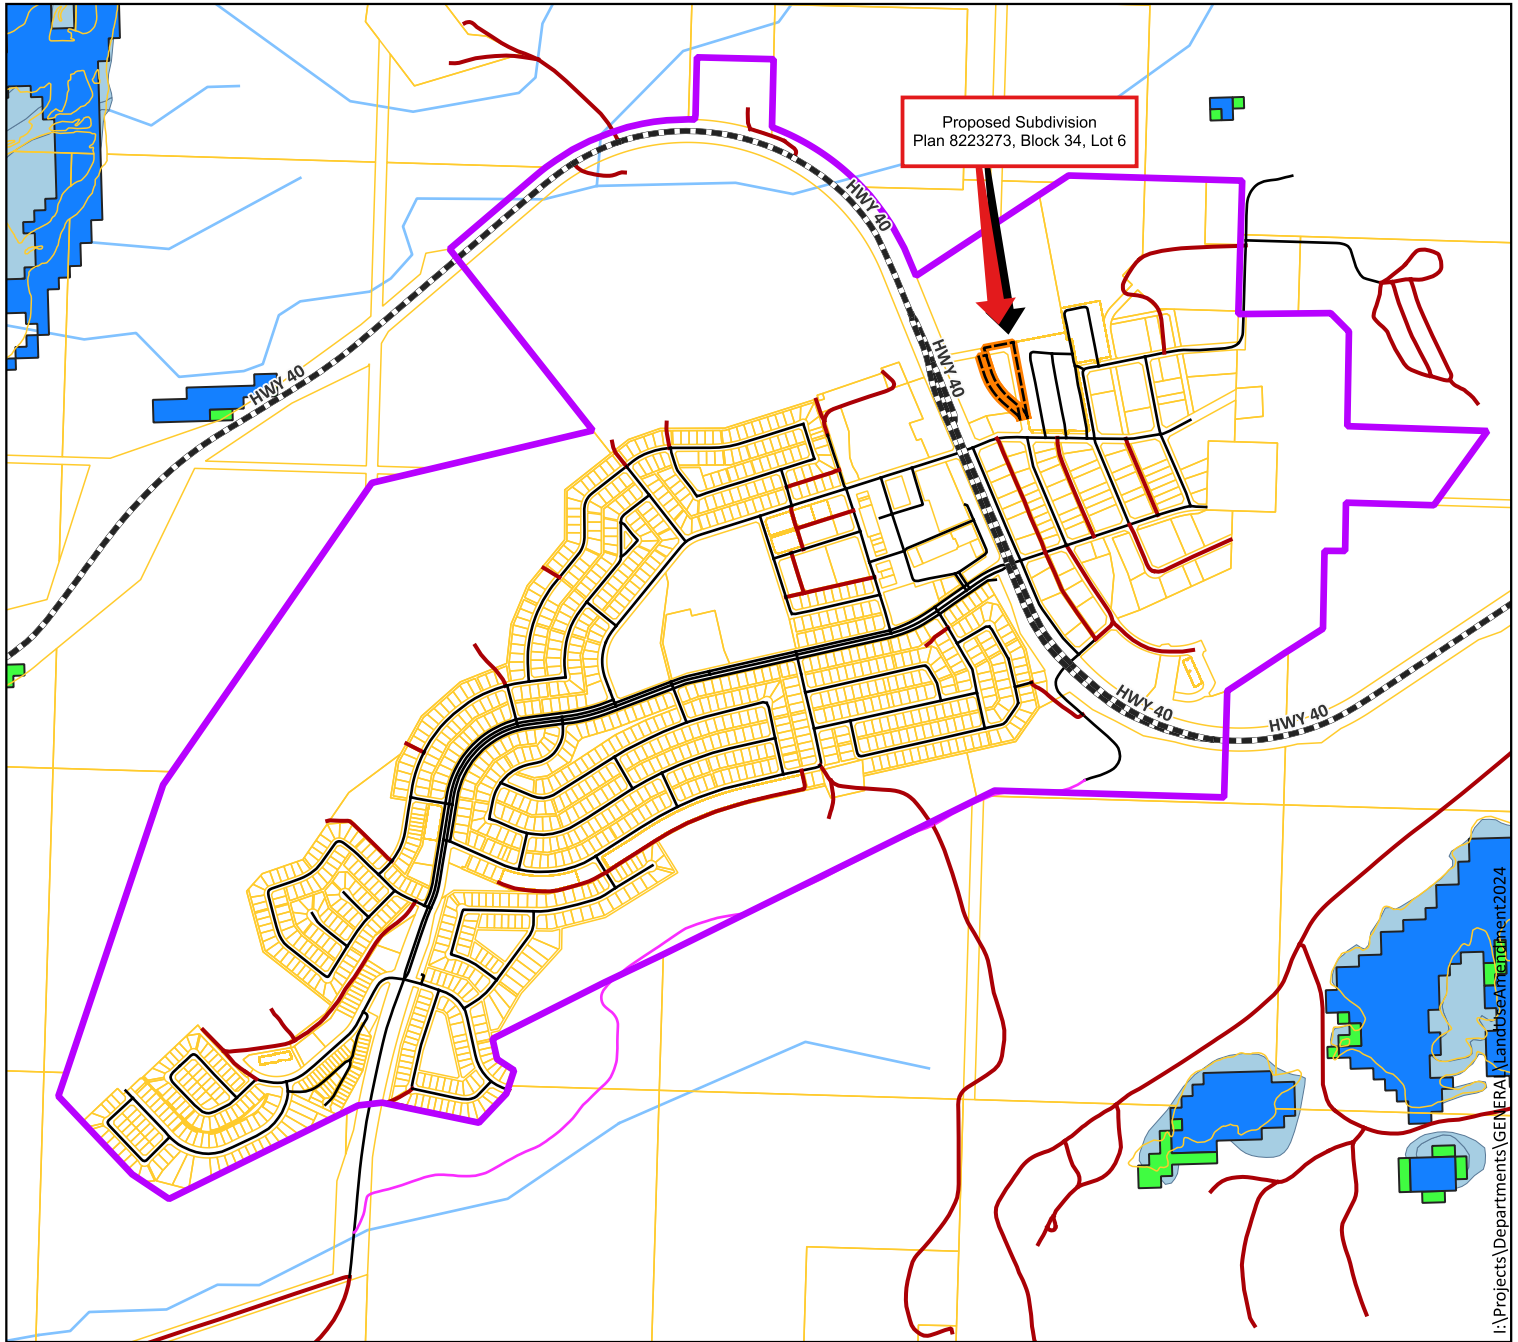 Proposed Subdivision
Plan 8223273, Block 34, Lot 6
HWY 40
HWY 40
HWY 40
HWY 40
HWY 40
I:\Projects\Departments\GENERAL\LandUseAmendment2024